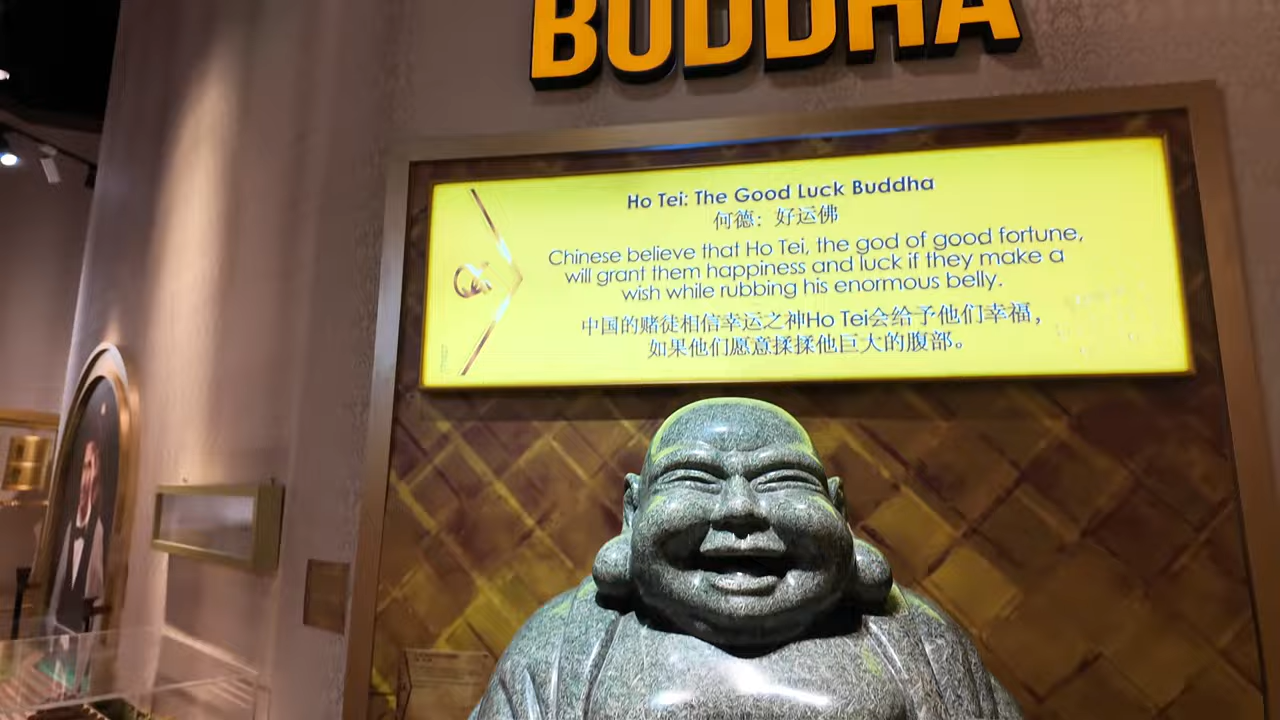 BUDDHA
Ho Tei: The Good Luck Buddha
何德：好运佛
Chinese believe that Ho Tei, the god of good fortune,
will grant them happiness and luck if they make a
wish while rubbing his enormous belly.
中国的赌徒相信幸运之神Ho Tei会给予他们幸福，
如果他们愿意揉揉他巨大的腹部。